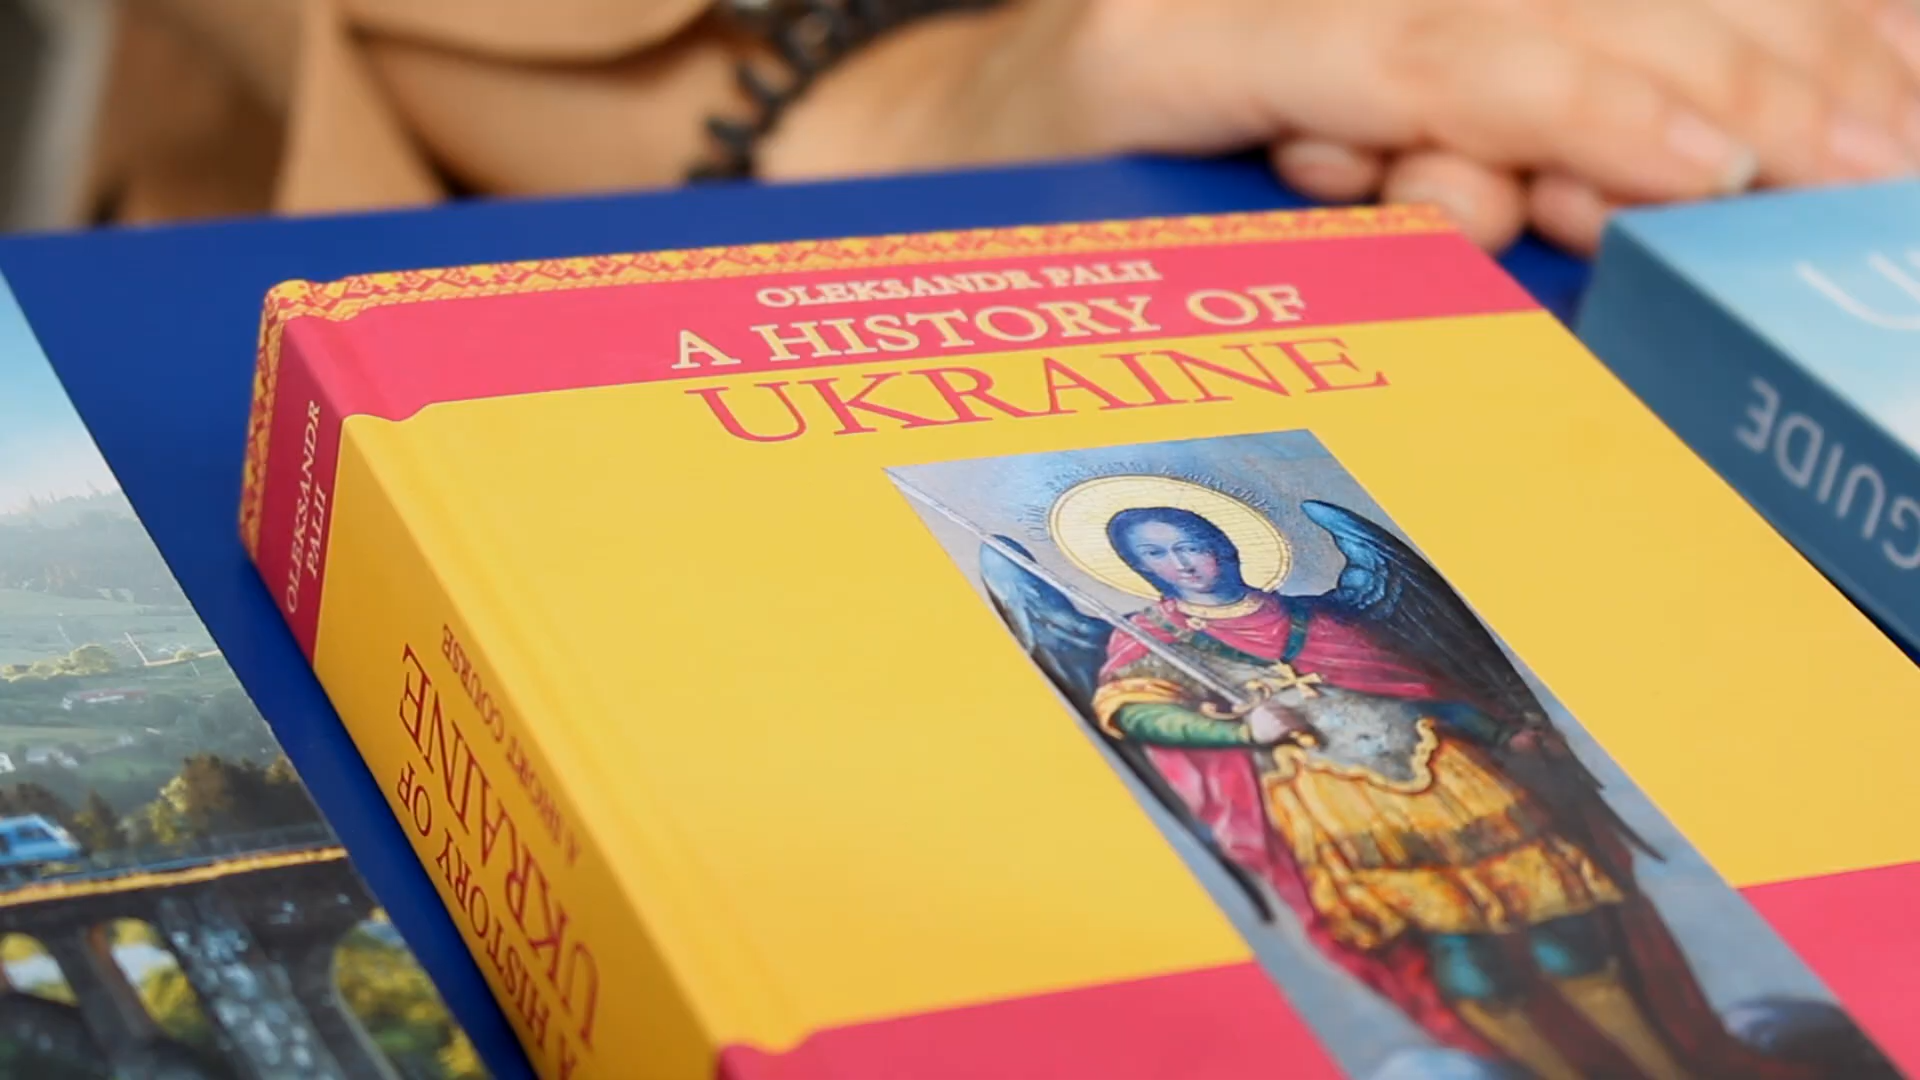 OLEKSANDR PALII
A HISTORY OF
UKRAINE
OLEKSANDR
PALII
A HISTORY OF
UKRAINE
A SHORT COURSE
GUIDE